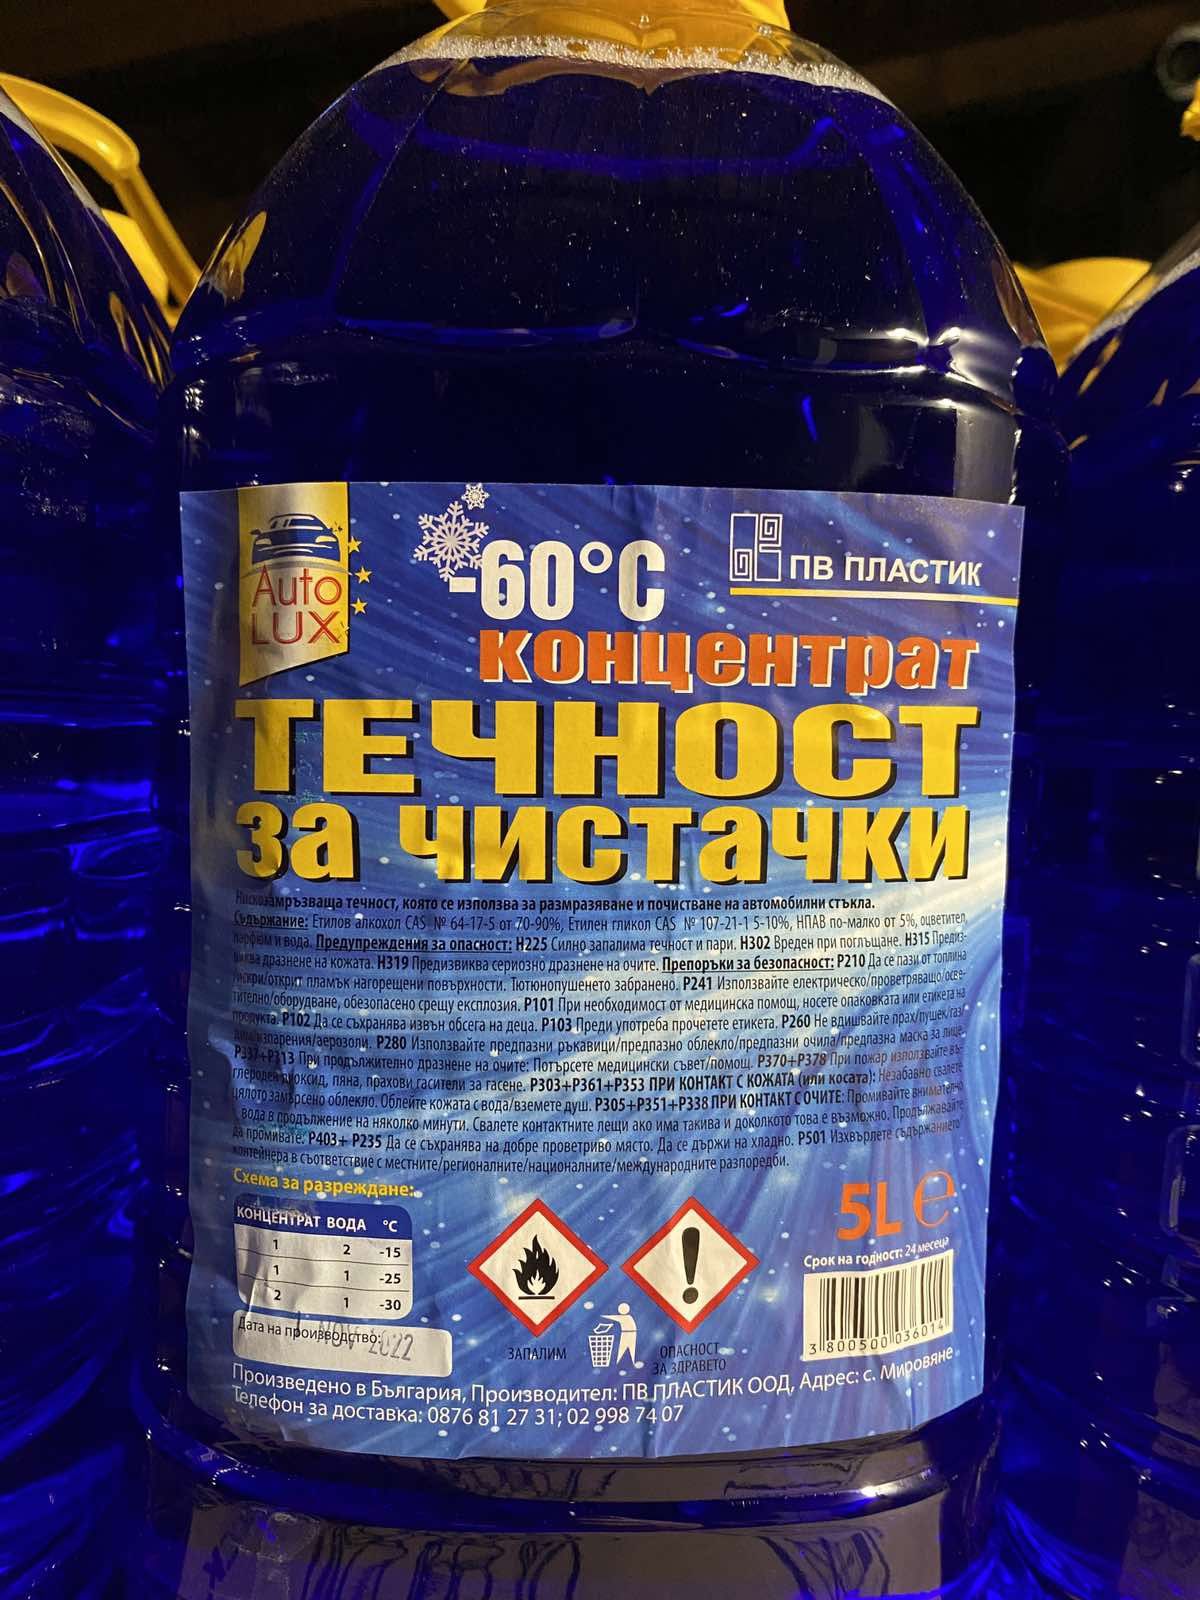 -60°C
ПВ ПЛАСТИК
Auto
LUX
концентрат
ТЕЧНОСТ
за чистачки
Нискозамръзваща течност, която се използва за размразяване и почистване на автомобилни стъкла.
Съдържание: Етилов алкохол CAS № 64-17-5 от 70-90%, Етилен гликол CAS № 107-21-1 5-10%, НПАВ по-малко от 5%, оцветител,
парфюм и вода. Предупреждения за опасност: H225 Силно запалима течност и пари. H302 Вреден при поглъщане. H315 Предиз-
виква дразнене на кожата. H319 Предизвиква сериозно дразнене на очите. Препоръки за безопасност: P210 Да се пази от топлина
/искри/открит пламък нагорещени повърхности. Тютюнопушенето забранено. P241 Използвайте електрическо/проветряващо/осве-
тително/оборудване, обезопасено срещу експлозия. P101 При необходимост от медицинска помощ, носете опаковката или етикета на
продукта. P102 Да се съхранява извън обсега на деца. P103 Преди употреба прочетете етикета. P260 Не вдишвайте прах/пушек/газ/
дим/изпарения/аерозоли. P280 Използвайте предпазни ръкавици/предпазно облекло/предпазни очила/предпазна маска за лице.
P337+P313 При продължително дразнене на очите: Потърсете медицински съвет/помощ. P370+P378 При пожар използвайте въ-
глероден диоксид, пяна, прахови гасители за гасене. P303+P361+P353 ПРИ КОНТАКТ С КОЖАТА (или косата): Незабавно свалете
цялото замърсено облекло. Облейте кожата с вода/вземете душ. P305+P351+P338 ПРИ КОНТАКТ С ОЧИТЕ: Промивайте внимателно
с вода в продължение на няколко минути. Свалете контактните лещи ако има такива и доколкото това е възможно. Продължавайте
да промивате. P403+ P235 Да се съхранява на добре проветриво място. Да се държи на хладно. P501 Изхвърлете съдържанието/
контейнера в съответствие с местните/регионалните/националните/международните разпоредби.
Схема за разреждане:
КОНЦЕНТРАТ ВОДА °C
1 2 -15
1 1 -25
2 1 -30
Дата на производство:
NOV 2022
ЗАПАЛИМ
ОПАСНОСТ
ЗА ЗДРАВЕТО
5L e
Срок на годност: 24 месеца
3 800500 036014
Произведено в България, Производител: ПВ ПЛАСТИК ООД, Адрес: с. Мировяне
Телефон за доставка: 0876 81 27 31; 02 998 74 07